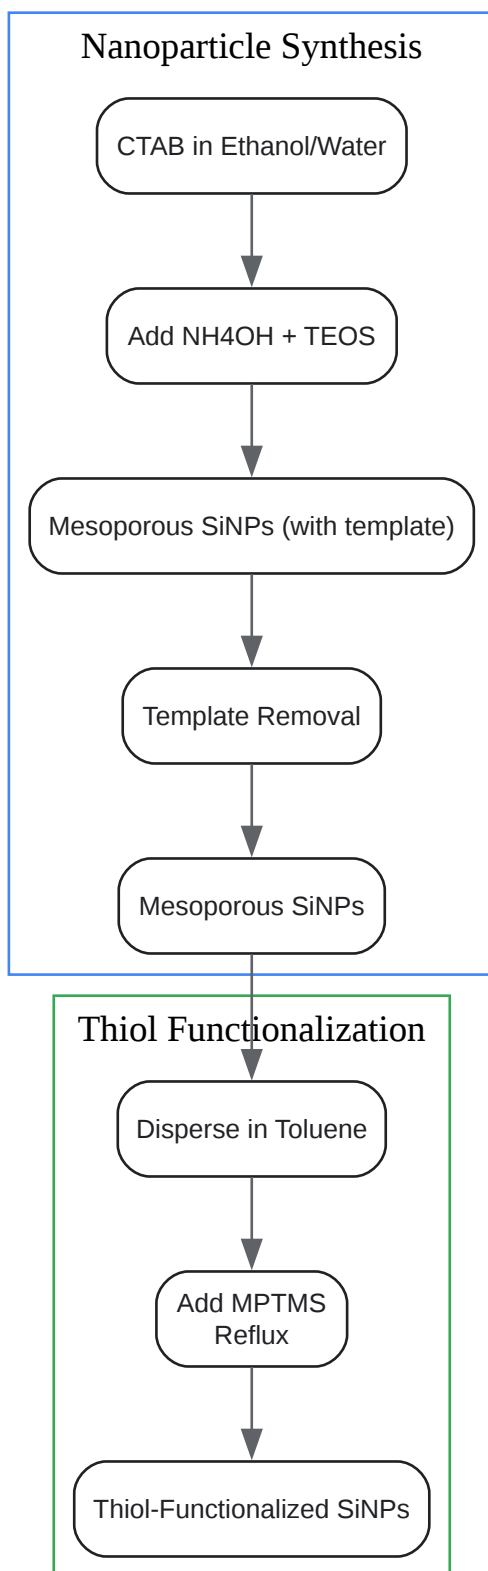 Nanoparticle Synthesis
CTAB in Ethanol/Water
Add NH4OH + TEOS
Mesoporous SiNPs (with template)
Template Removal
Mesoporous SiNPs
Thiol Functionalization
Disperse in Toluene
Add MPTMS
Reflux
Thiol-Functionalized SiNPs